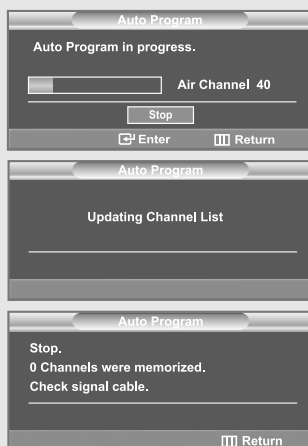 Auto Program
Auto Program in progress.
Air Channel 40
Stop
Enter Return
Auto Program
Updating Channel List
Auto Program
Stop.
0 Channels were memorized.
Check signal cable.
Return